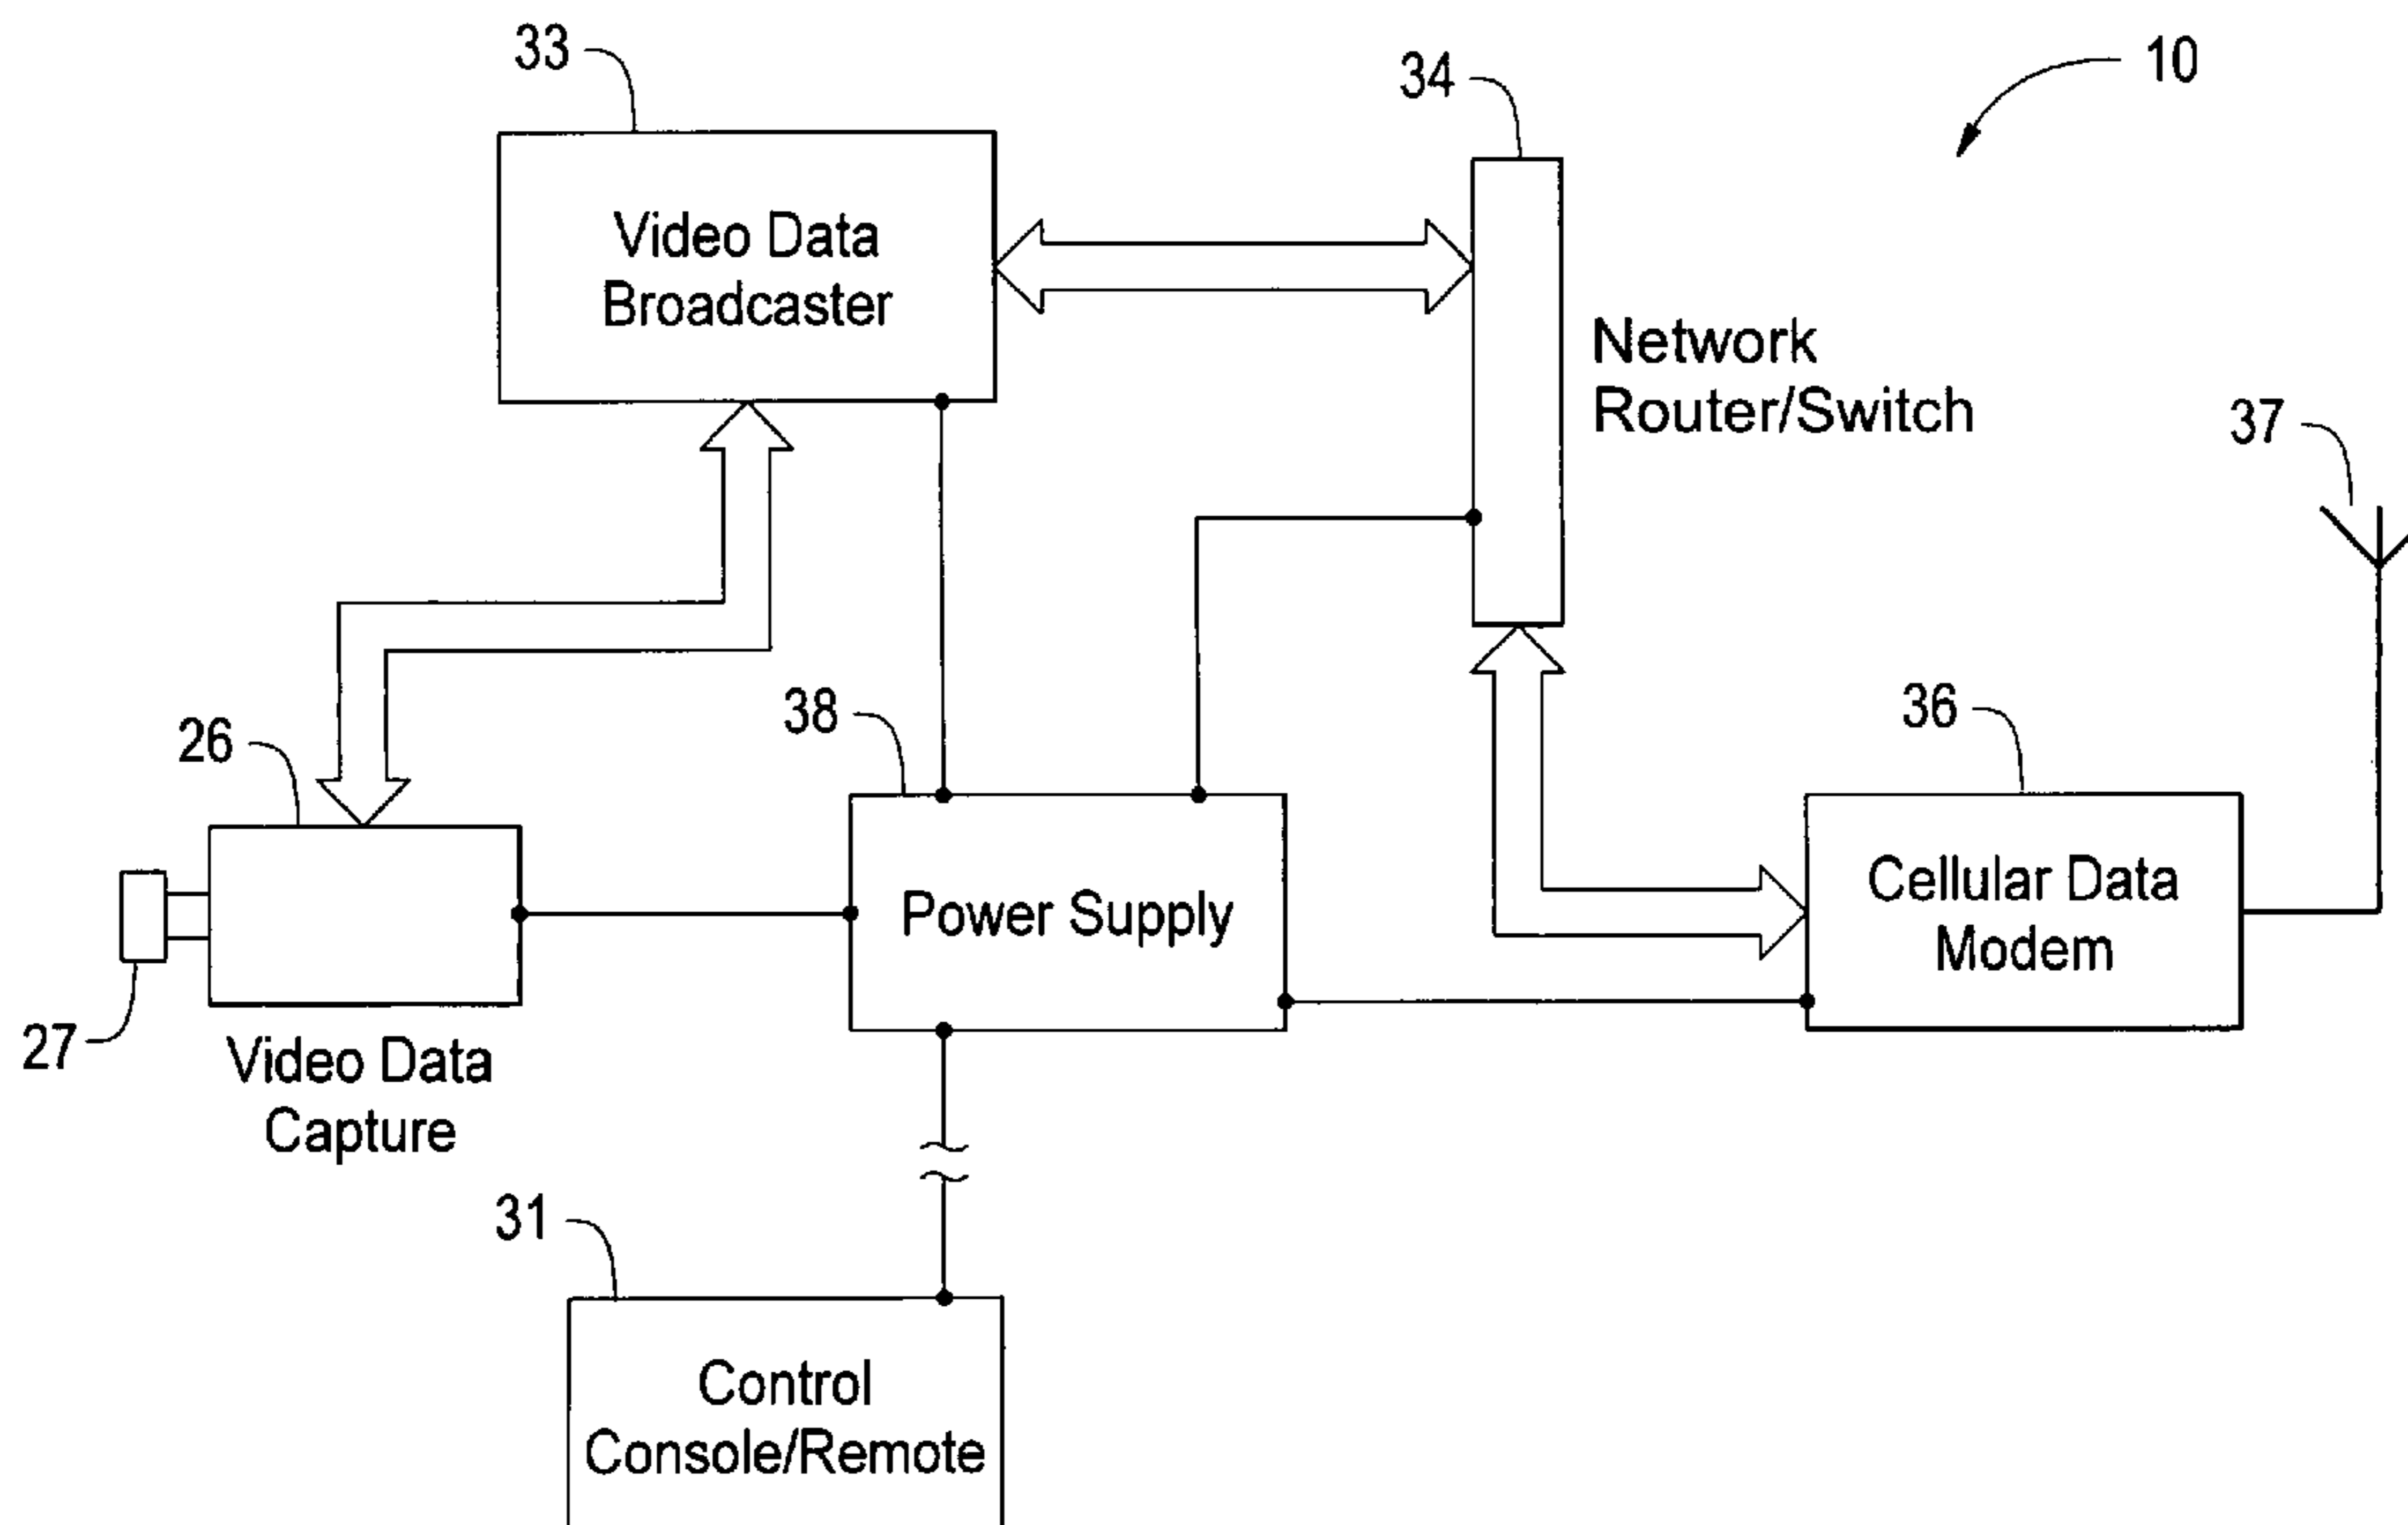 33
34
10
Video Data
Broadcaster
Network
Router/Switch
37
38
26
36
Power Supply
Cellular Data
Modem
27
Video Data
Capture
31
Control
Console/Remote